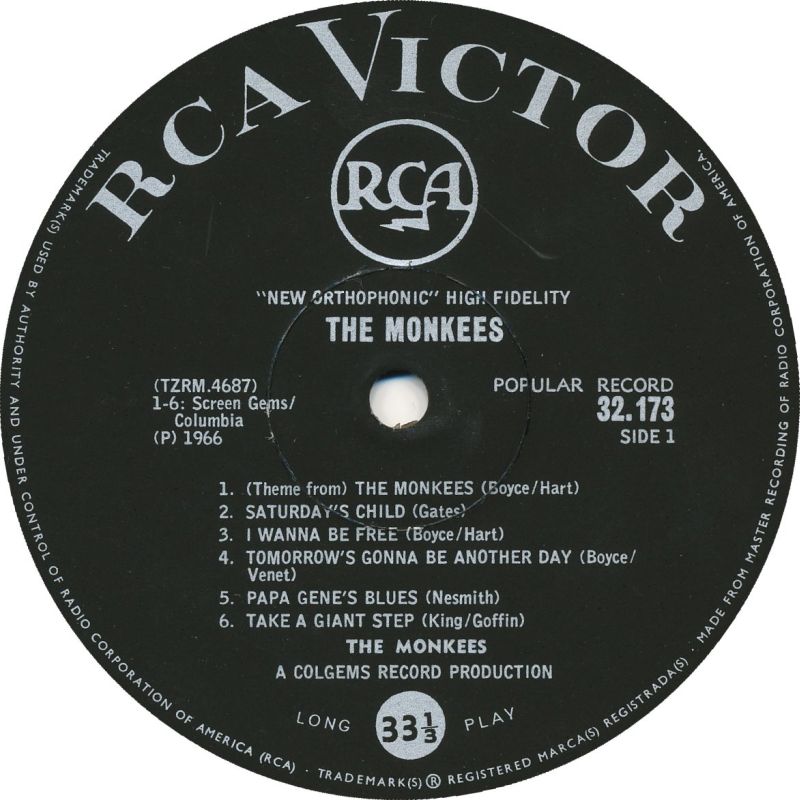 RCA VICTOR
RCA
"NEW ORTHOPHONIC" HIGH FIDELITY
THE MONKEES
(TZRM.4687)
1-6: Screen Gems/
Columbia
(P) 1966
POPULAR RECORD
32.173
SIDE 1
1. (Theme from) THE MONKEES (Boyce/Hart)
2. SATURDAY'S CHILD (Gates)
3. I WANNA BE FREE (Boyce/Hart)
4. TOMORROW'S GONNA BE ANOTHER DAY (Boyce/
Venet)
5. PAPA GENE'S BLUES (Nesmith)
6. TAKE A GIANT STEP (King/Goffin)
THE MONKEES
A COLGEMS RECORD PRODUCTION
LONG 33 1/3 PLAY
TRADEMARK(S) USED BY AUTHORITY AND UNDER CONTROL OF RADIO CORPORATION OF AMERICA (RCA) · TRADEMARK(S) ® REGISTERED MARCA(S) REGISTRADA(S) · MADE FROM MASTER RECORDING OF RADIO CORPORATION OF AMERICA.